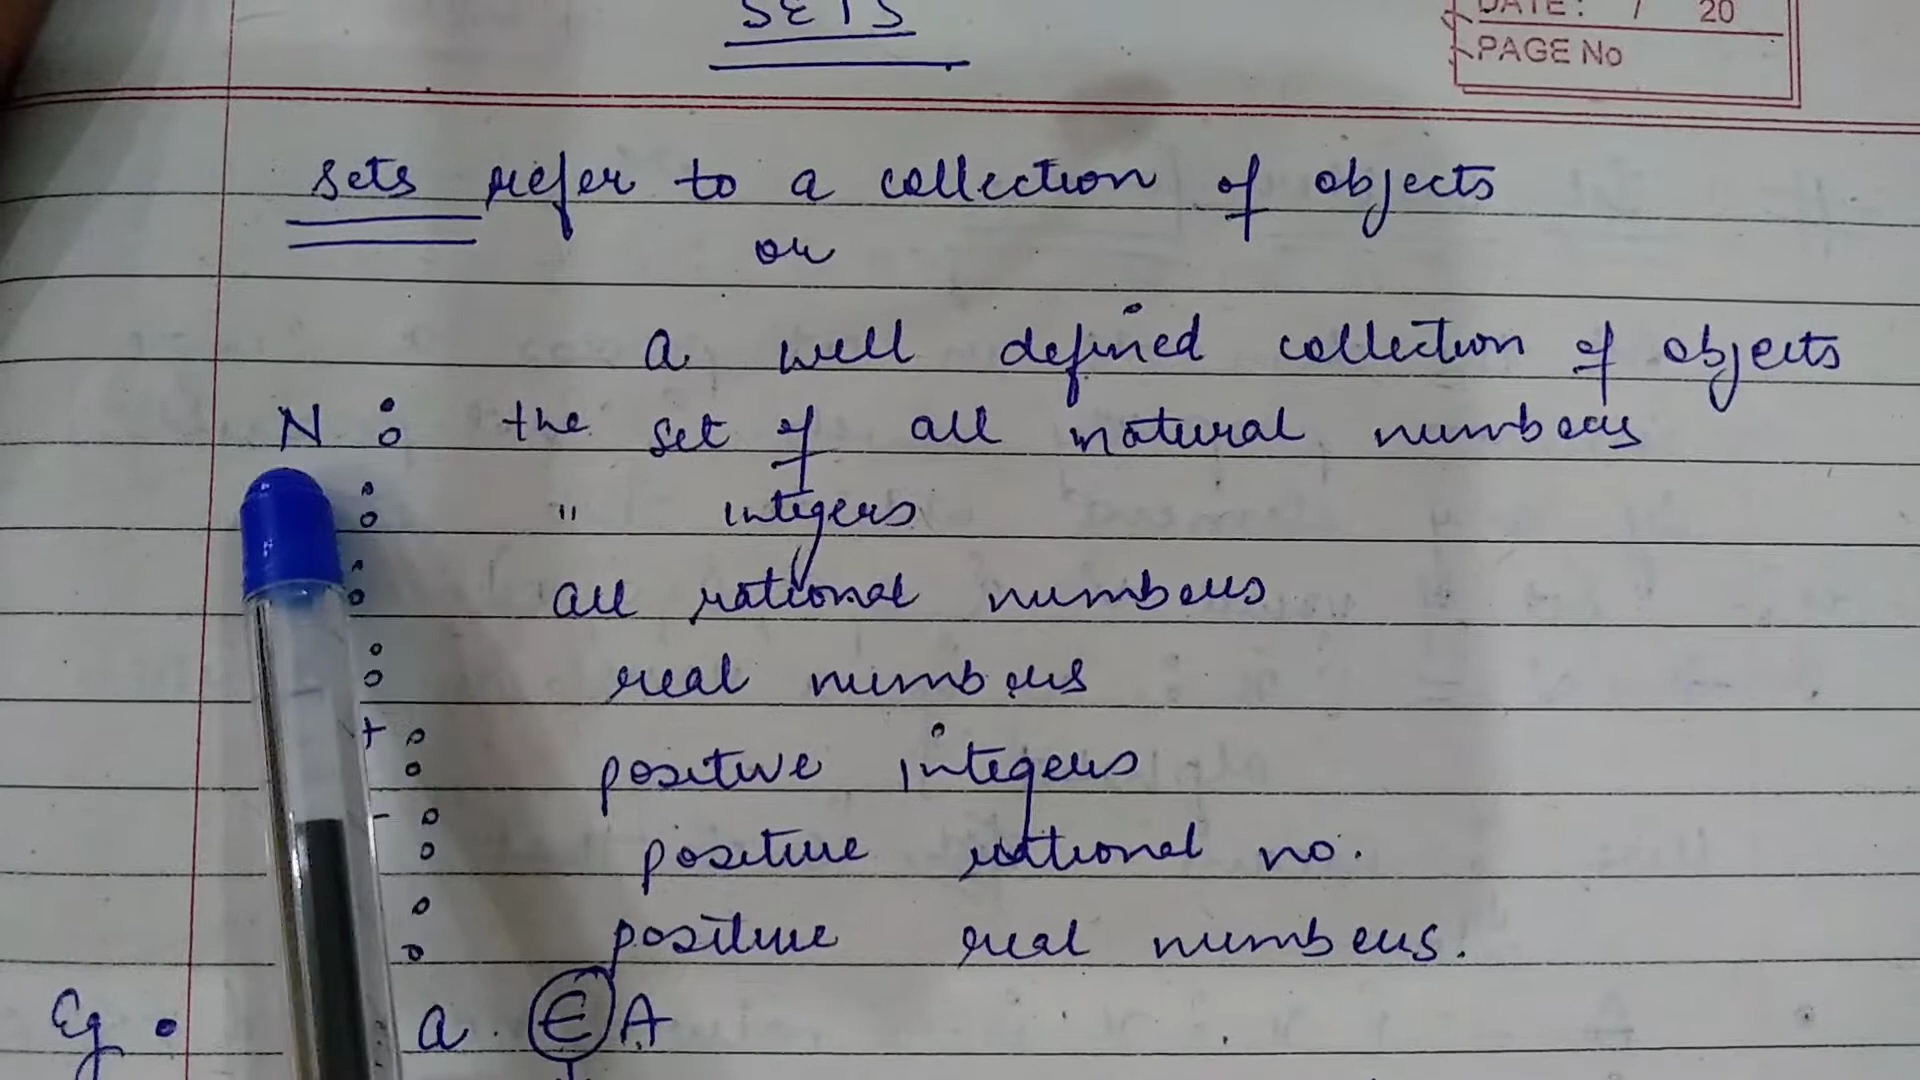 SETS
DATE: / 20
PAGE No
sets refer to a collection of objects
or
a well defined collection of objects
N : the set of all natural numbers
: " integers
: all rational numbers
: real numbers
+ : positive integers
- : positive rational no.
: positive real numbers.
Eg • a. ∈ A